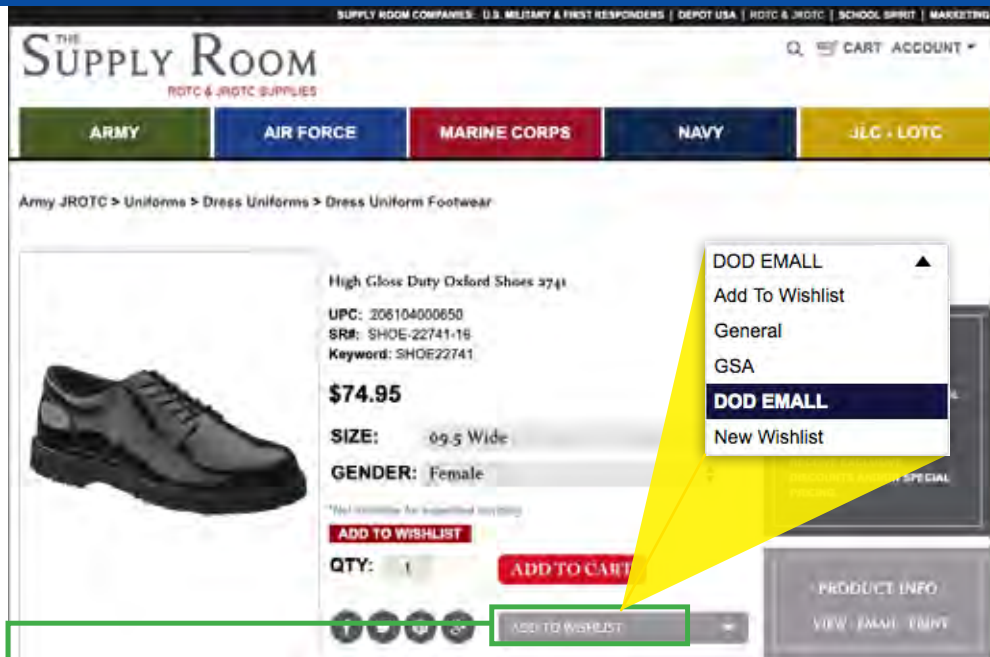 SUPPLY ROOM COMPANIES: U.S. MILITARY & FIRST RESPONDERS | DEPOT USA | ROTC & JROTC | SCHOOL SPIRIT | MARKETING
THE
SUPPLY ROOM
ROTC & JROTC SUPPLIES
CART ACCOUNT
ARMY AIR FORCE MARINE CORPS NAVY JLC - LOTC
Army JROTC > Uniforms > Dress Uniforms > Dress Uniform Footwear
High Gloss Duty Oxford Shoes 2741
UPC: 206104000650
SR#: SHOE-22741-16
Keyword: SHOE22741
$74.95
SIZE: 09.5 Wide
GENDER: Female
ADD TO WISHLIST
QTY: 1 ADD TO CART
ADD TO WISHLIST
DOD EMALL
Add To Wishlist
General
GSA
DOD EMALL
New Wishlist
DISCOUNTS SPECIAL
PRICING
PRODUCT INFO
VIEW EMAIL PRINT